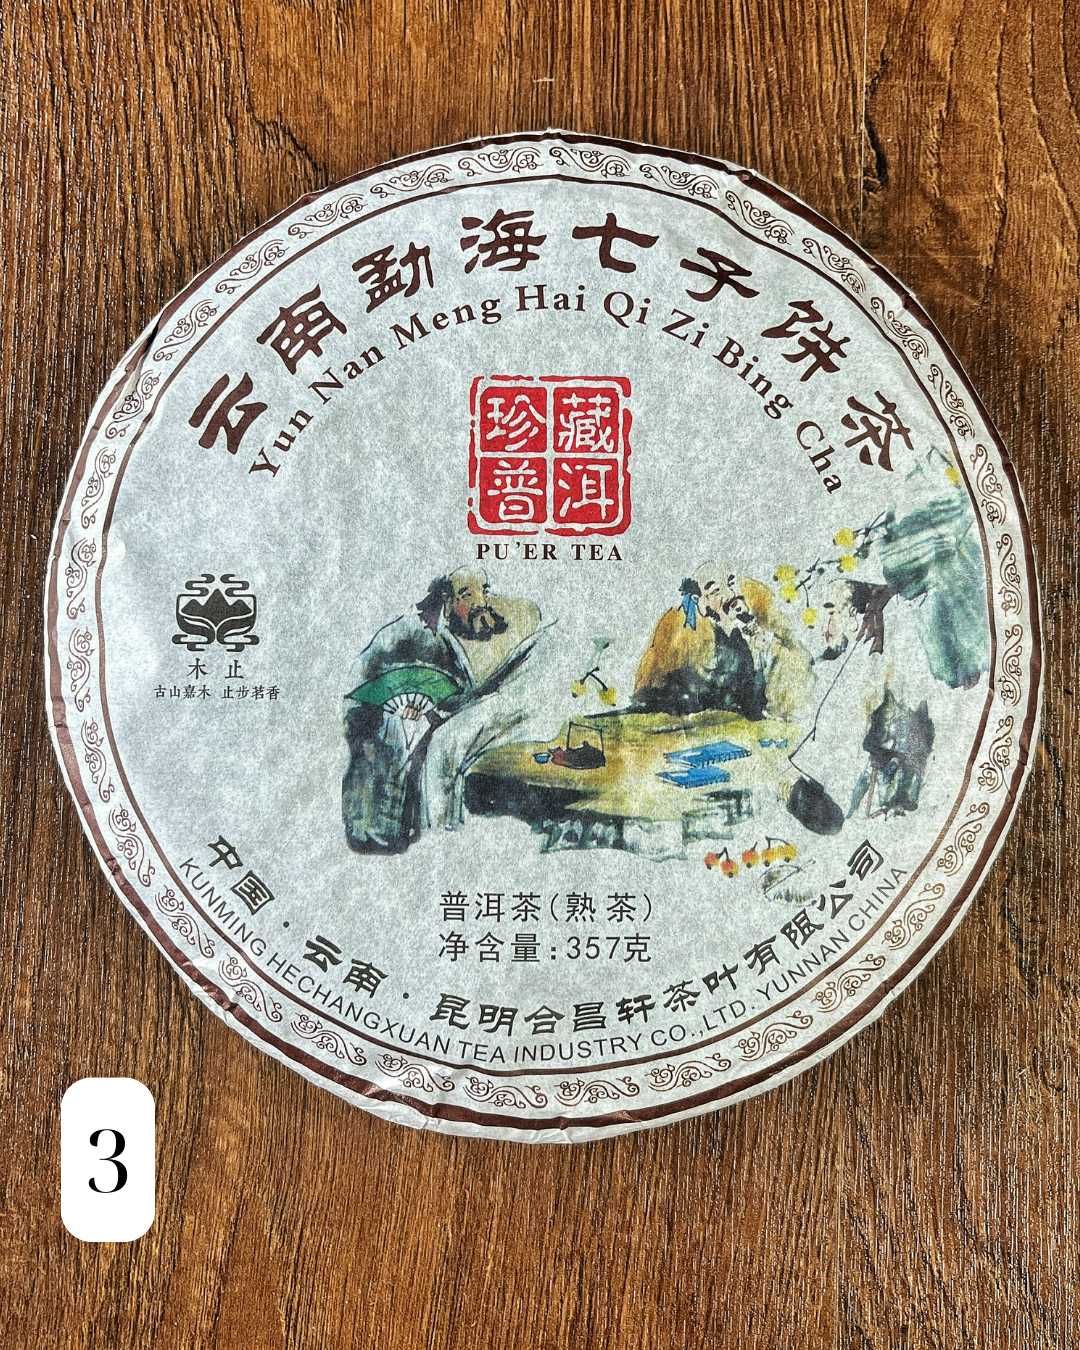 云南勐海七子饼茶
Yun Nan Meng Hai Qi Zi Bing Cha
珍藏
普洱
PU'ER TEA
木止
古山嘉木 止步茗香
普洱茶(熟茶)
净含量:357克
中国·云南·昆明合昌轩茶叶有限公司
KUNMING HECHANGXUAN TEA INDUSTRY CO.,LTD. YUNNAN CHINA
3